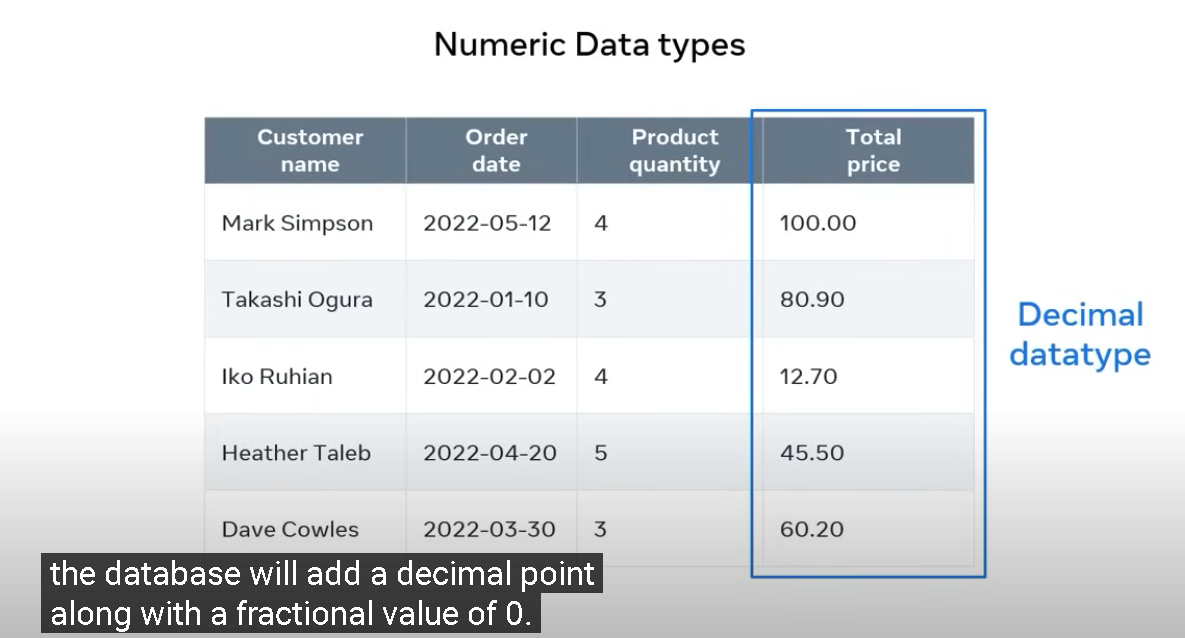 Numeric Data types
Customer name Order date Product quantity Total price
Mark Simpson 2022-05-12 4 100.00
Takashi Ogura 2022-01-10 3 80.90
Iko Ruhian 2022-02-02 4 12.70
Heather Taleb 2022-04-20 5 45.50
Dave Cowles 2022-03-30 3 60.20
Decimal
datatype
the database will add a decimal point
along with a fractional value of 0.